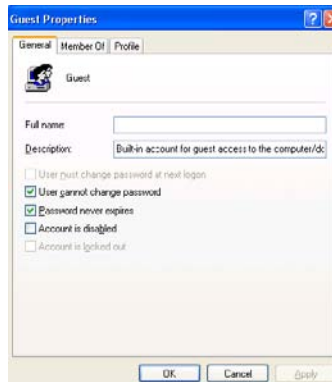 Guest Properties
General Member Of Profile
Guest
Full name:
Description: Built-in account for guest access to the computer/dc
User must change password at next logon
User cannot change password
Password never expires
Account is disabled
Account is locked out
OK Cancel Apply